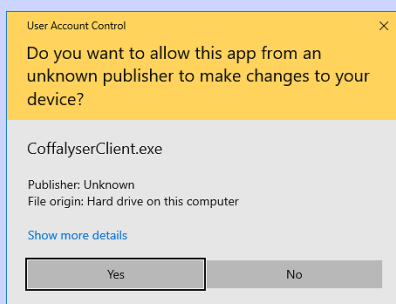 User Account Control
Do you want to allow this app from an
unknown publisher to make changes to your
device?
CoffalyserClient.exe
Publisher: Unknown
File origin: Hard drive on this computer
Show more details
Yes
No